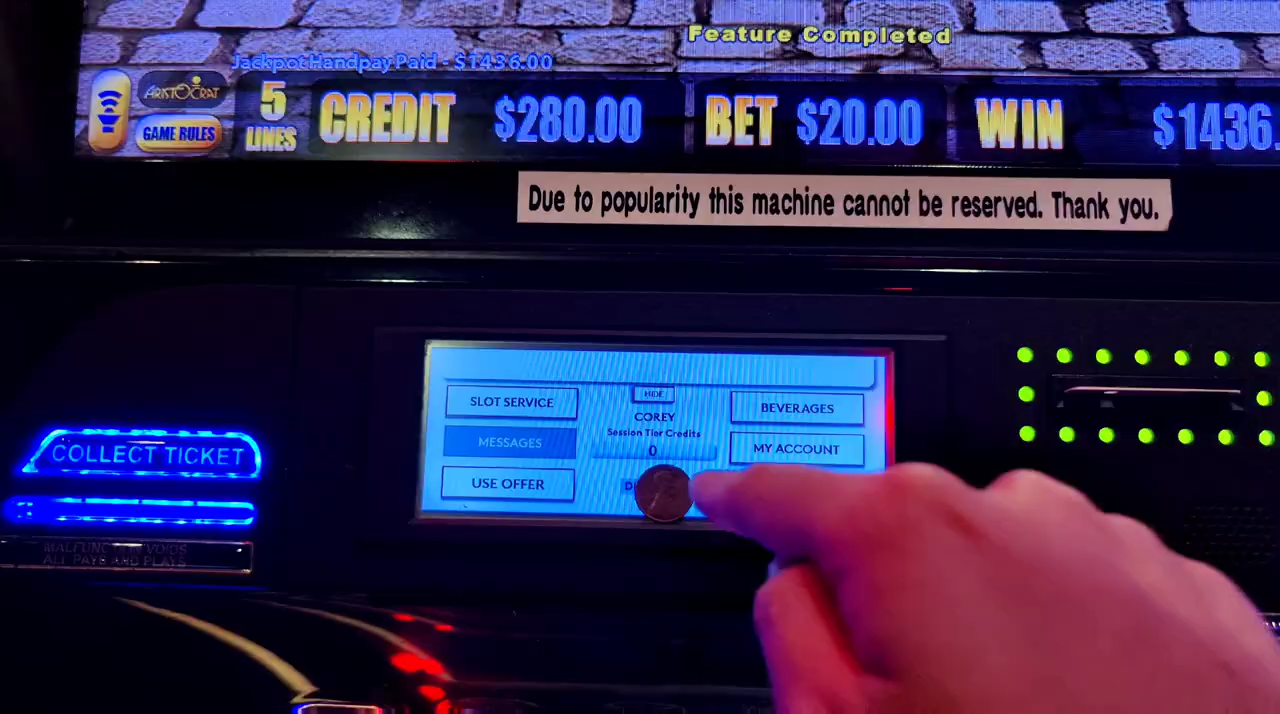 Feature Completed
Jackpot Handpay Paid - $1436.00
ARISTOCRAT
GAME RULES
5
LINES
CREDIT $280.00
BET $20.00
WIN $1436.
Due to popularity this machine cannot be reserved. Thank you.
SLOT SERVICE
MESSAGES
USE OFFER
HIDE
COREY
Session Tier Credits
0
BEVERAGES
MY ACCOUNT
COLLECT TICKET
MALFUNCTION VOIDS
ALL PAYS AND PLAYS